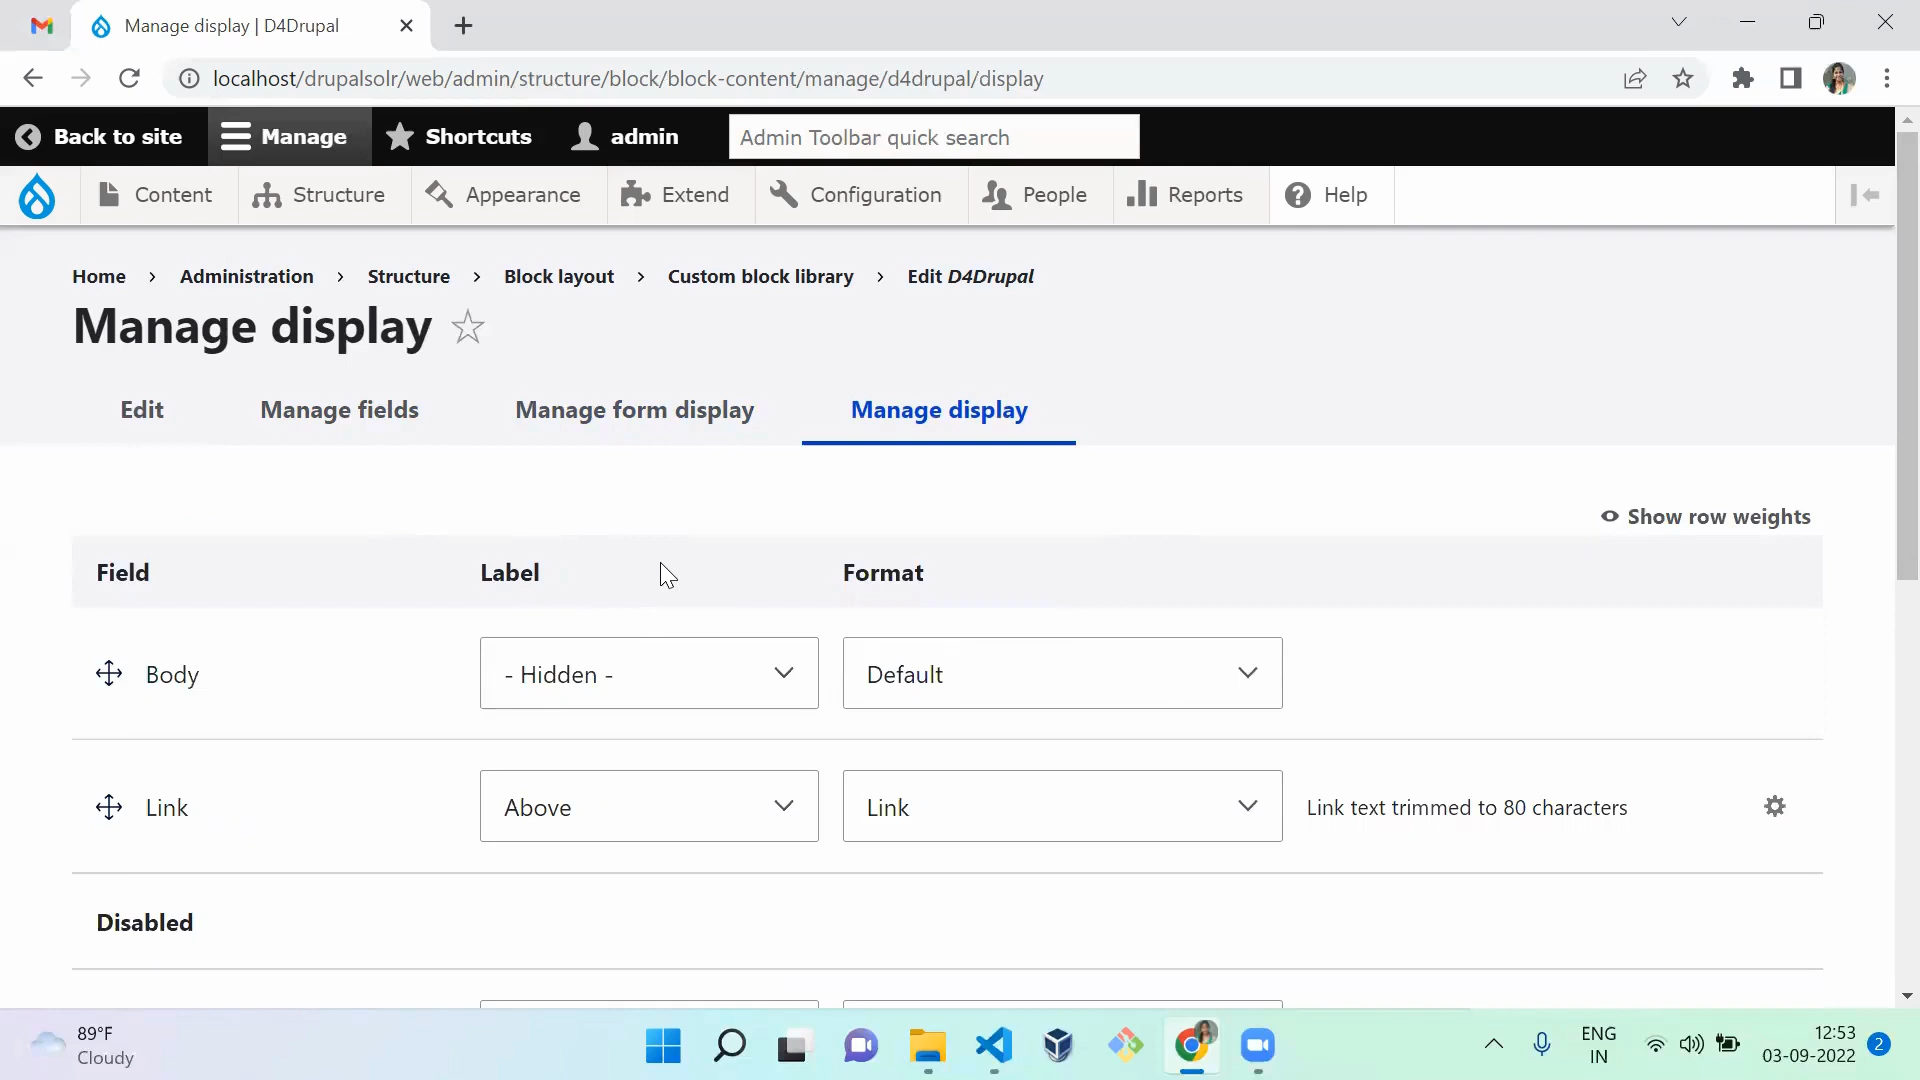 Manage display | D4Drupal
localhost/drupalsolr/web/admin/structure/block/block-content/manage/d4drupal/display
Back to site Manage Shortcuts admin Admin Toolbar quick search
Content Structure Appearance Extend Configuration People Reports Help
Home › Administration › Structure › Block layout › Custom block library › Edit D4Drupal
Manage display
Edit Manage fields Manage form display Manage display
Show row weights
Field Label Format
Body - Hidden - Default
Link Above Link Link text trimmed to 80 characters
Disabled
89°F
Cloudy
ENG
IN
12:53
03-09-2022
2